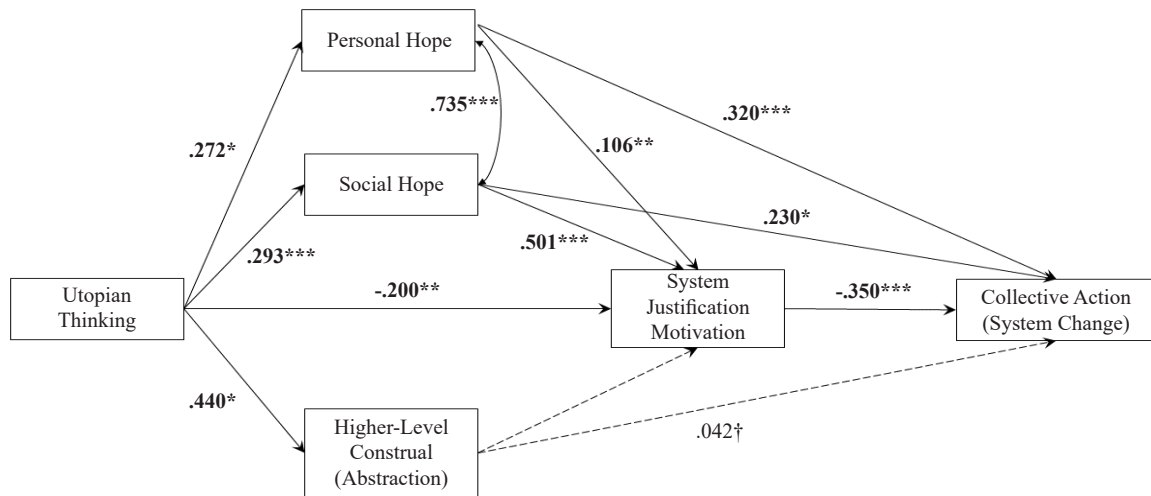 Personal Hope
.735***
.320***
.272*
.106**
Social Hope
.230*
.293***
.501***
Utopian
Thinking
-.200**
System
Justification
Motivation
-.350***
Collective Action
(System Change)
.440*
Higher-Level
Construal
(Abstraction)
.042†